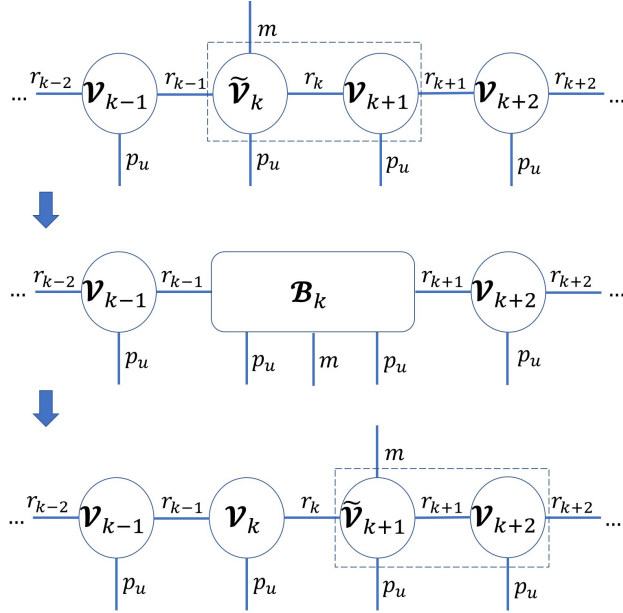 m
... r_{k-2} 𝓥_{k-1} r_{k-1} 𝓥̃_k r_k 𝓥_{k+1} r_{k+1} 𝓥_{k+2} r_{k+2} ...
p_u p_u p_u p_u
... r_{k-2} 𝓥_{k-1} r_{k-1} 𝓑_k r_{k+1} 𝓥_{k+2} r_{k+2} ...
p_u p_u m p_u p_u
m
... r_{k-2} 𝓥_{k-1} r_{k-1} 𝓥_k r_k 𝓥̃_{k+1} r_{k+1} 𝓥_{k+2} r_{k+2} ...
p_u p_u p_u p_u